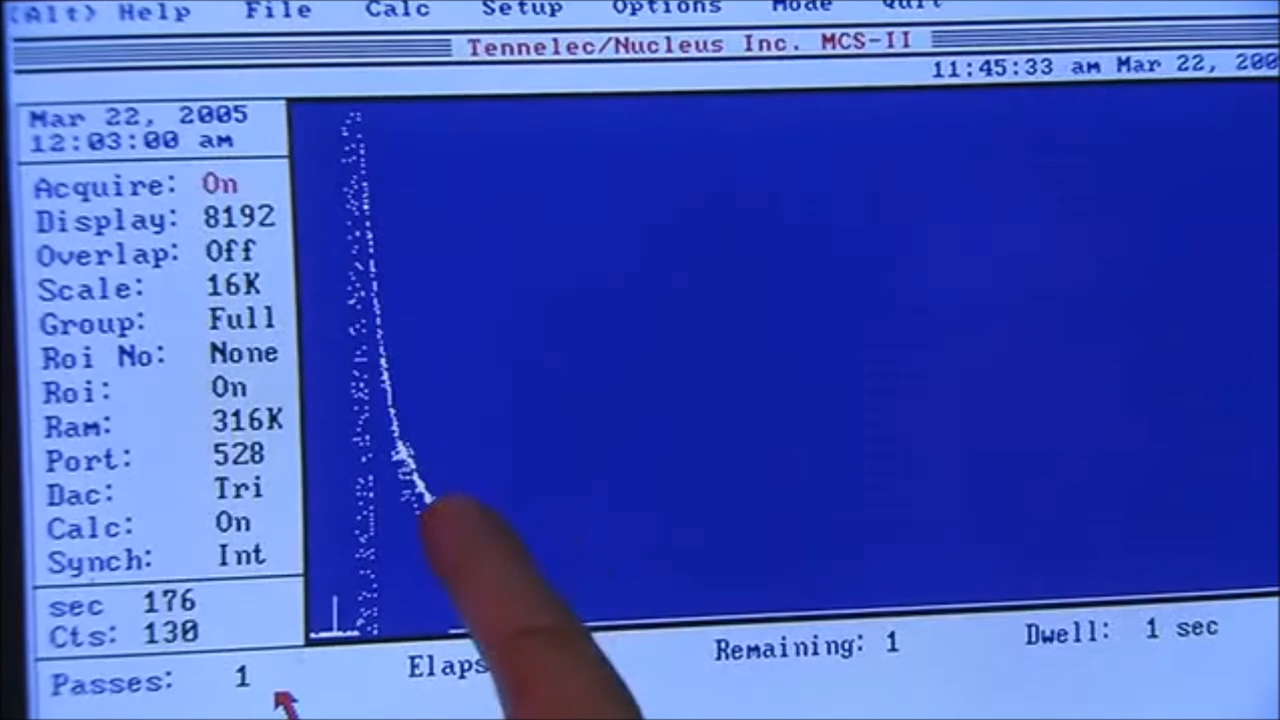 (Alt) Help File Calc Setup Options Mode Quit
Tennelec/Nucleus Inc. MCS-II
11:45:33 am Mar 22, 200
Mar 22, 2005
12:03:00 am
Acquire: On
Display: 8192
Overlap: Off
Scale: 16K
Group: Full
Roi No: None
Roi: On
Ram: 316K
Port: 528
Dac: Tri
Calc: On
Synch: Int
sec 176
Cts: 130
Passes: 1
Elaps
Remaining: 1
Dwell: 1 sec